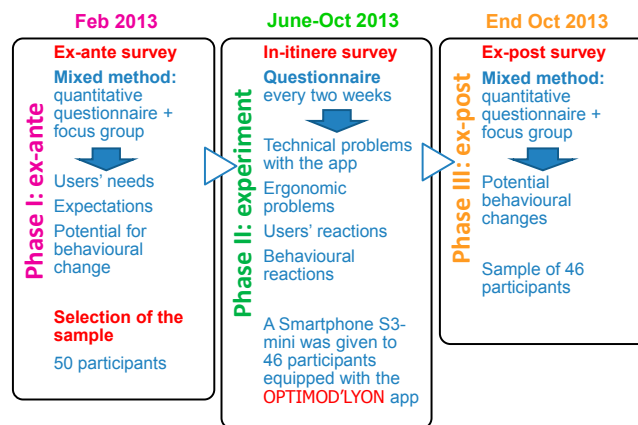 Feb 2013
Phase I: ex-ante
Ex-ante survey
Mixed method:
quantitative
questionnaire +
focus group
Users' needs
Expectations
Potential for
behavioural
change
Selection of the
sample
50 participants
June-Oct 2013
Phase II: experiment
In-itinere survey
Questionnaire
every two weeks
Technical problems
with the app
Ergonomic
problems
Users' reactions
Behavioural
reactions
A Smartphone S3-
mini was given to
46 participants
equipped with the
OPTIMOD'LYON app
End Oct 2013
Phase III: ex-post
Ex-post survey
Mixed method:
quantitative
questionnaire +
focus group
Potential
behavioural
changes
Sample of 46
participants